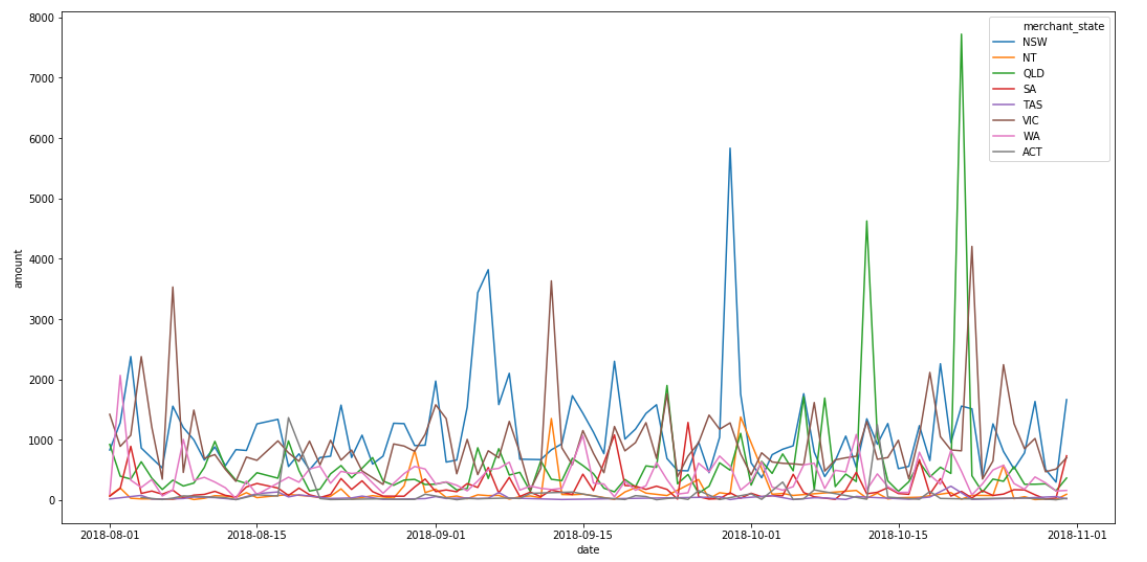 8000
7000
6000
5000
4000
3000
2000
1000
0
amount
merchant_state
NSW
NT
QLD
SA
TAS
VIC
WA
ACT
2018-08-01
2018-08-15
2018-09-01
2018-09-15
2018-10-01
2018-10-15
2018-11-01
date